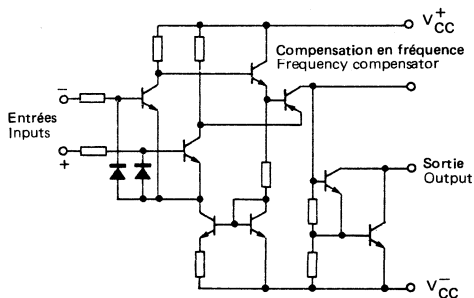 V+CC
Compensation en fréquence
Frequency compensator
−
Entrées
Inputs
+
Sortie
Output
V−CC